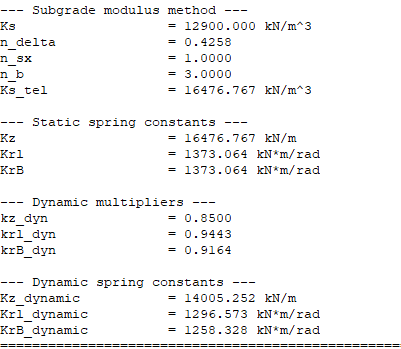 --- Subgrade modulus method ---
Ks = 12900.000 kN/m^3
n_delta = 0.4258
n_sx = 1.0000
n_b = 3.0000
Ks_tel = 16476.767 kN/m^3
--- Static spring constants ---
Kz = 16476.767 kN/m
Krl = 1373.064 kN*m/rad
KrB = 1373.064 kN*m/rad
--- Dynamic multipliers ---
kz_dyn = 0.8500
krl_dyn = 0.9443
krB_dyn = 0.9164
--- Dynamic spring constants ---
Kz_dynamic = 14005.252 kN/m
Krl_dynamic = 1296.573 kN*m/rad
KrB_dynamic = 1258.328 kN*m/rad
==================================================